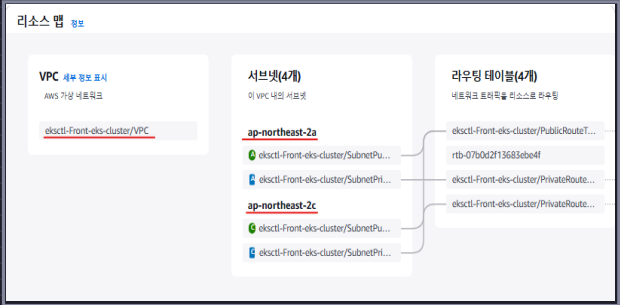 리소스 맵 정보
VPC 세부 정보 표시
AWS 가상 네트워크
eksctl-Front-eks-cluster/VPC
서브넷(4개)
이 VPC 내의 서브넷
ap-northeast-2a
A eksctl-Front-eks-cluster/SubnetPu...
A eksctl-Front-eks-cluster/SubnetPri...
ap-northeast-2c
C eksctl-Front-eks-cluster/SubnetPu...
C eksctl-Front-eks-cluster/SubnetPri...
라우팅 테이블(4개)
네트워크 트래픽을 리소스로 라우팅
eksctl-Front-eks-cluster/PublicRouteT...
rtb-07b0d2f13683ebe4f
eksctl-Front-eks-cluster/PrivateRoute...
eksctl-Front-eks-cluster/PrivateRoute...